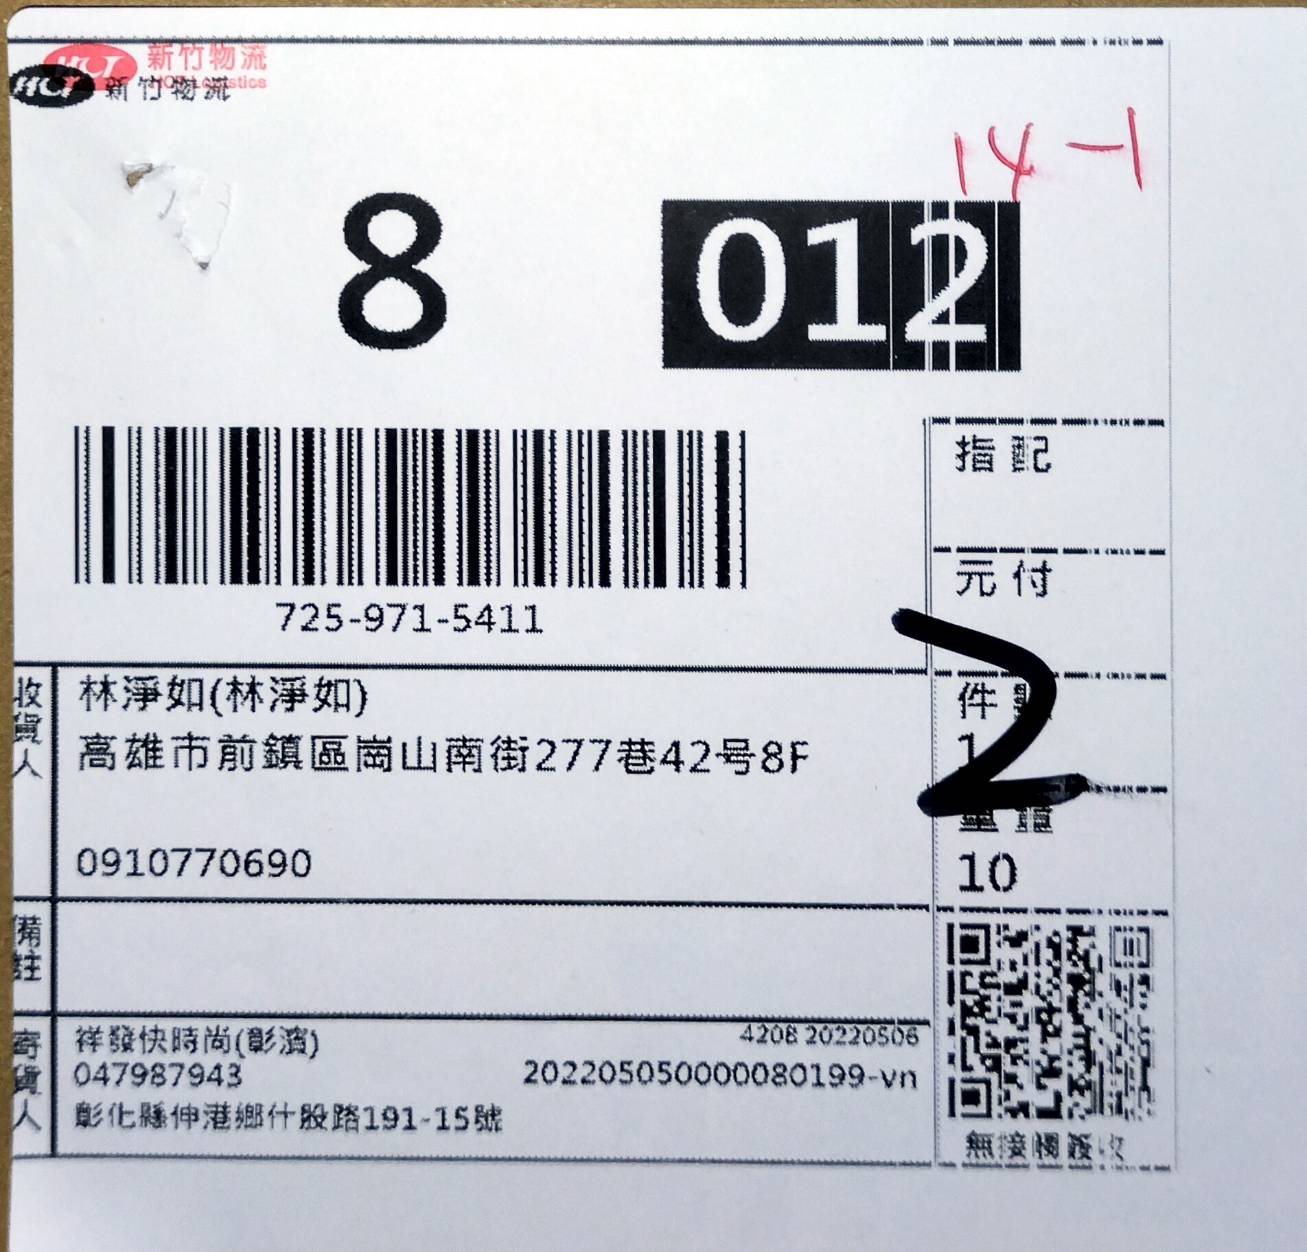 新竹物流
HCT Logistics
HCT 新竹物流
14-1
8
012
指配
元付
725-971-5411
2
件
1
重量
10
收貨人
林淨如(林淨如)
高雄市前鎮區崗山南街277巷42号8F
0910770690
備註
寄貨人
祥發快時尚(彰濱)
4208 20220506
047987943
202205050000080199-vn
彰化縣伸港鄉什股路191-15號
無接觸簽收